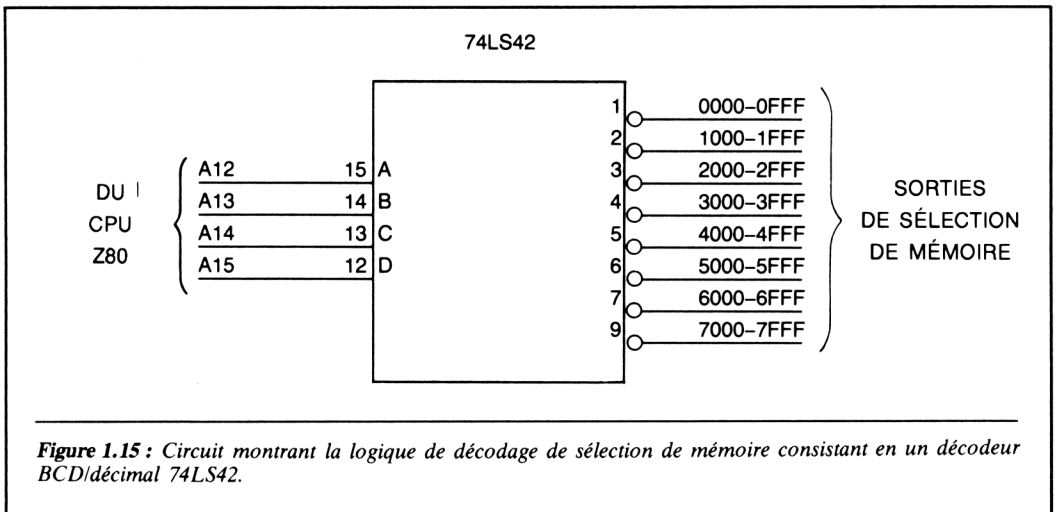 74LS42
DU
CPU
Z80
A12 15 A
A13 14 B
A14 13 C
A15 12 D
1 0000–0FFF
2 1000–1FFF
3 2000–2FFF
4 3000–3FFF
5 4000–4FFF
6 5000–5FFF
7 6000–6FFF
9 7000–7FFF
SORTIES
DE SÉLECTION
DE MÉMOIRE
Figure 1.15 : Circuit montrant la logique de décodage de sélection de mémoire consistant en un décodeur
BCD/décimal 74LS42.